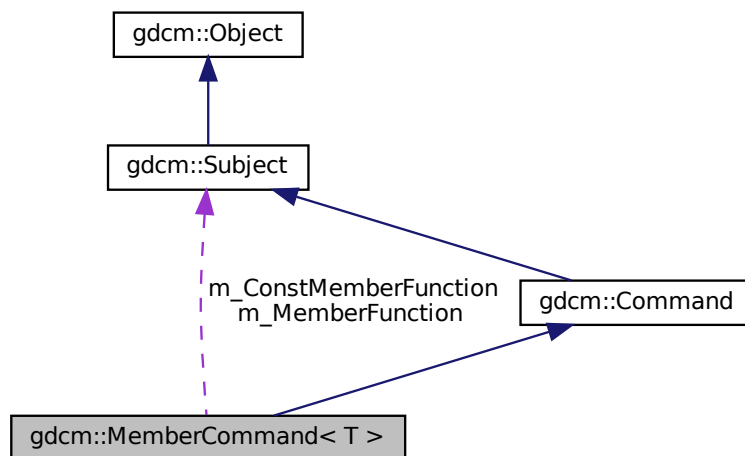 gdcm::Object
gdcm::Subject
m_ConstMemberFunction
m_MemberFunction
gdcm::Command
gdcm::MemberCommand< T >